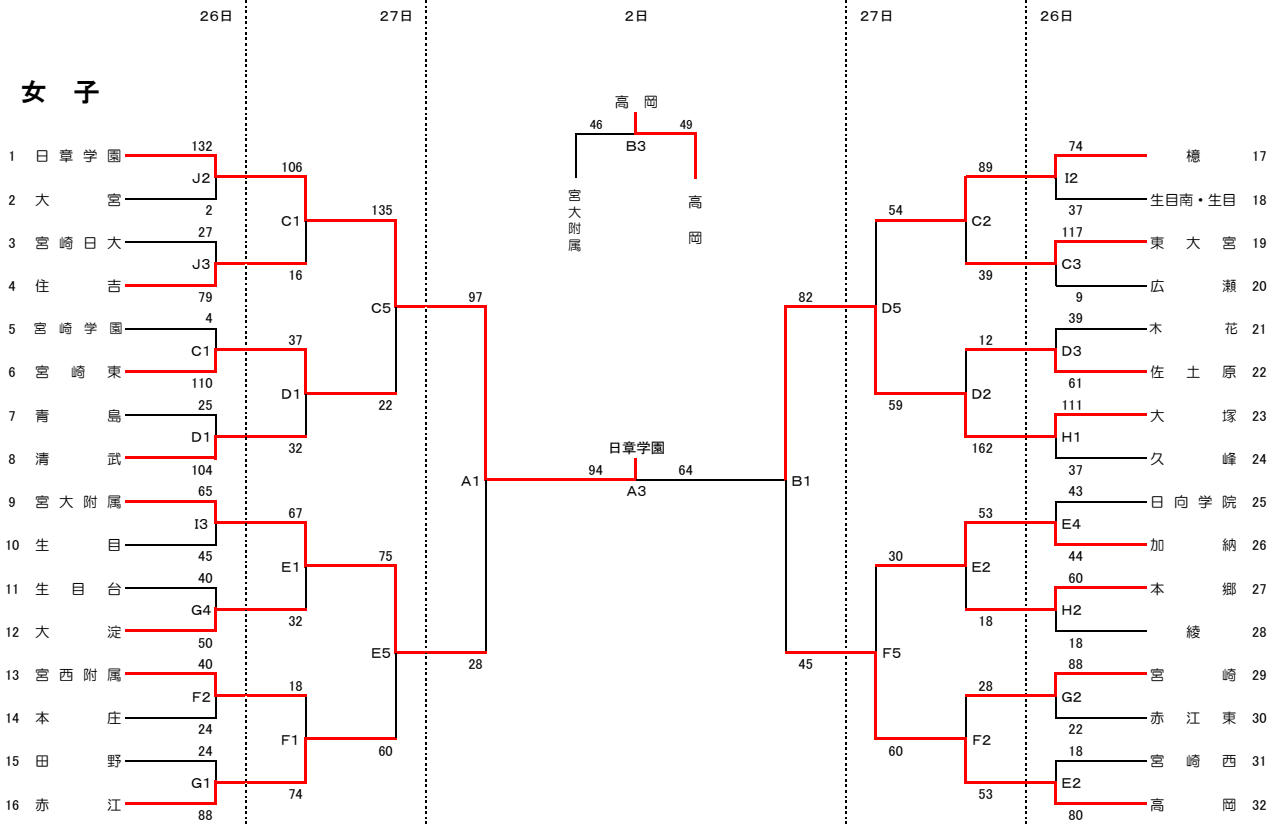 26日 27日 2日 27日 26日
女 子
高 岡
46 49
B3
宮大附属
高岡
1 日章学園 132
J2
2 大宮 2
106
3 宮崎日大 27
J3
4 住吉 79
16
C1
135
5 宮崎学園 4
C1
6 宮崎東 110
37
7 青島 25
D1
8 清武 104
32
D1
22
C5
97
9 宮大附属 65
I3
10 生目 45
67
11 生目台 40
G4
12 大淀 50
32
E1
75
13 宮西附属 40
F2
14 本庄 24
18
15 田野 24
G1
16 赤江 88
74
F1
60
E5
28
A1
日章学園
94 64
A3
74 檍 17
I2
37 生目南・生目 18
89
117 東大宮 19
C3
9 広瀬 20
39
C2
54
39 木花 21
D3
61 佐土原 22
12
111 大塚 23
H1
37 久峰 24
162
D2
59
D5
82
43 日向学院 25
E4
44 加納 26
53
60 本郷 27
H2
18 綾 28
18
E2
30
88 宮崎 29
G2
22 赤江東 30
28
18 宮崎西 31
E2
80 高岡 32
53
F2
60
F5
45
B1